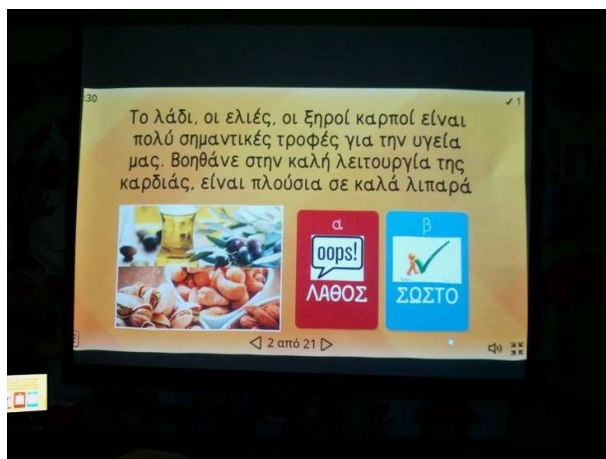 :30
✓ 1
Το λάδι, οι ελιές, οι ξηροί καρποί είναι
πολύ σημαντικές τροφές για την υγεία
μας. Βοηθάνε στην καλή λειτουργία της
καρδιάς, είναι πλούσια σε καλά λιπαρά
α
oops!
ΛΑΘΟΣ
β
ΣΩΣΤΟ
2 από 21